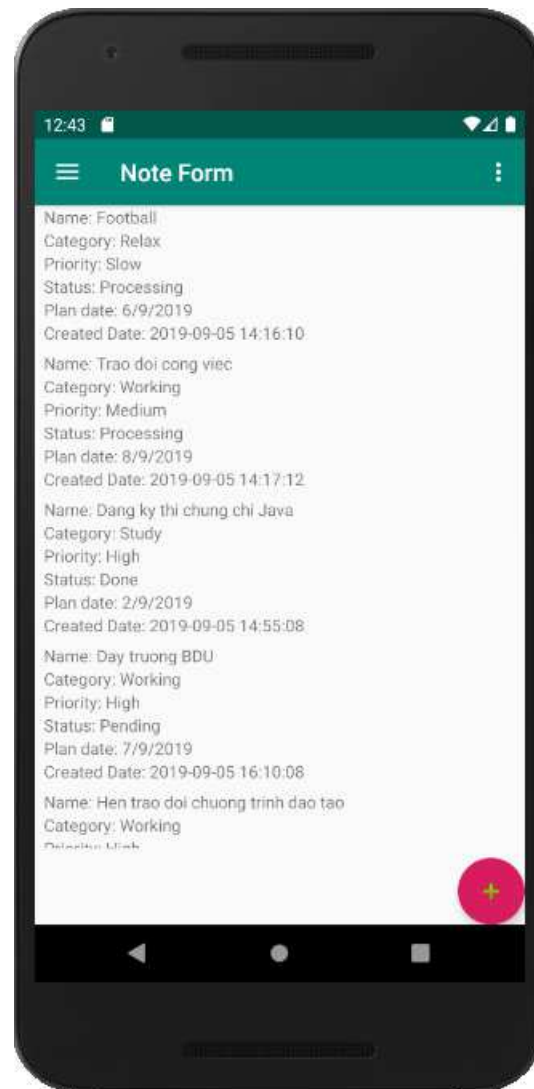 12:43
Note Form
Name: Football
Category: Relax
Priority: Slow
Status: Processing
Plan date: 6/9/2019
Created Date: 2019-09-05 14:16:10
Name: Trao doi cong viec
Category: Working
Priority: Medium
Status: Processing
Plan date: 8/9/2019
Created Date: 2019-09-05 14:17:12
Name: Dang ky thi chung chi Java
Category: Study
Priority: High
Status: Done
Plan date: 2/9/2019
Created Date: 2019-09-05 14:55:08
Name: Day truong BDU
Category: Working
Priority: High
Status: Pending
Plan date: 7/9/2019
Created Date: 2019-09-05 16:10:08
Name: Hen trao doi chuong trinh dao tao
Category: Working
Priority: High